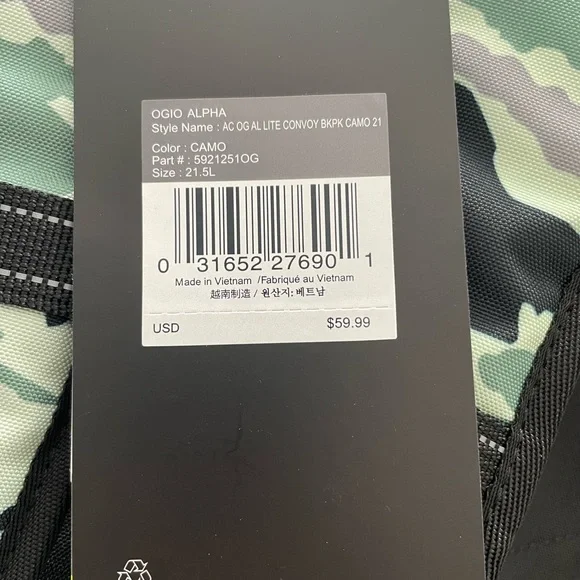 OGIO ALPHA
Style Name : AC OG AL LITE CONVOY BKPK CAMO 21
Color : CAMO
Part # : 5921251OG
Size : 21.5L
0 31652 27690 1
Made in Vietnam /Fabriqué au Vietnam
越南制造 / 원산지: 베트남
USD $59.99